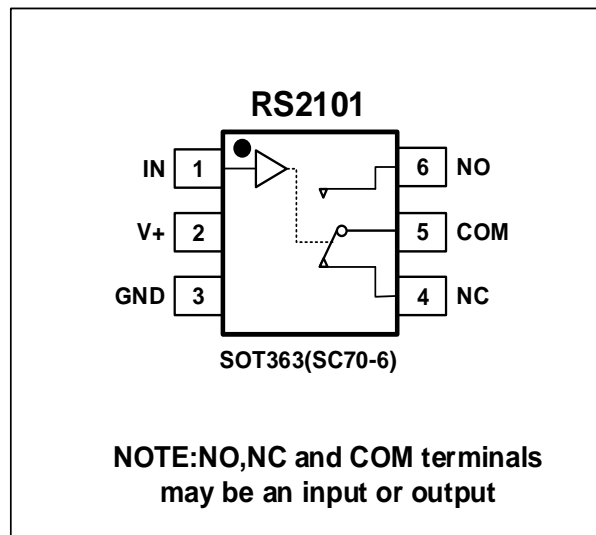 RS2101
IN 1
6 NO
V+ 2
5 COM
GND 3
4 NC
SOT363(SC70-6)
NOTE:NO,NC and COM terminals
may be an input or output